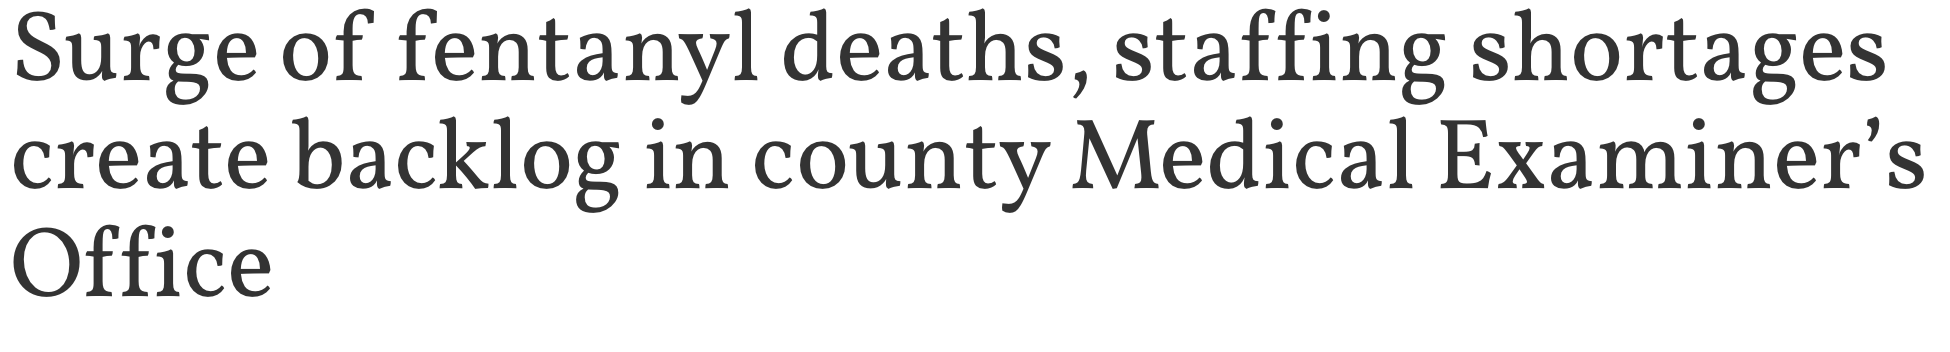 Surge of fentanyl deaths, staffing shortages
create backlog in county Medical Examiner’s
Office